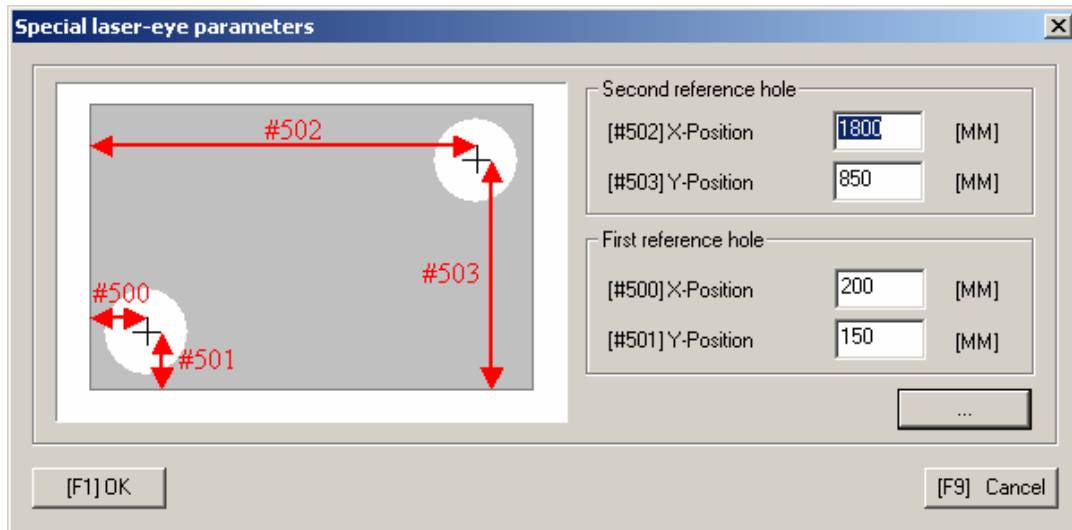 Special laser-eye parameters
#502
#503
#500
#501
Second reference hole
[#502] X-Position 1800 [MM]
[#503] Y-Position 850 [MM]
First reference hole
[#500] X-Position 200 [MM]
[#501] Y-Position 150 [MM]
...
[F1] OK
[F9] Cancel